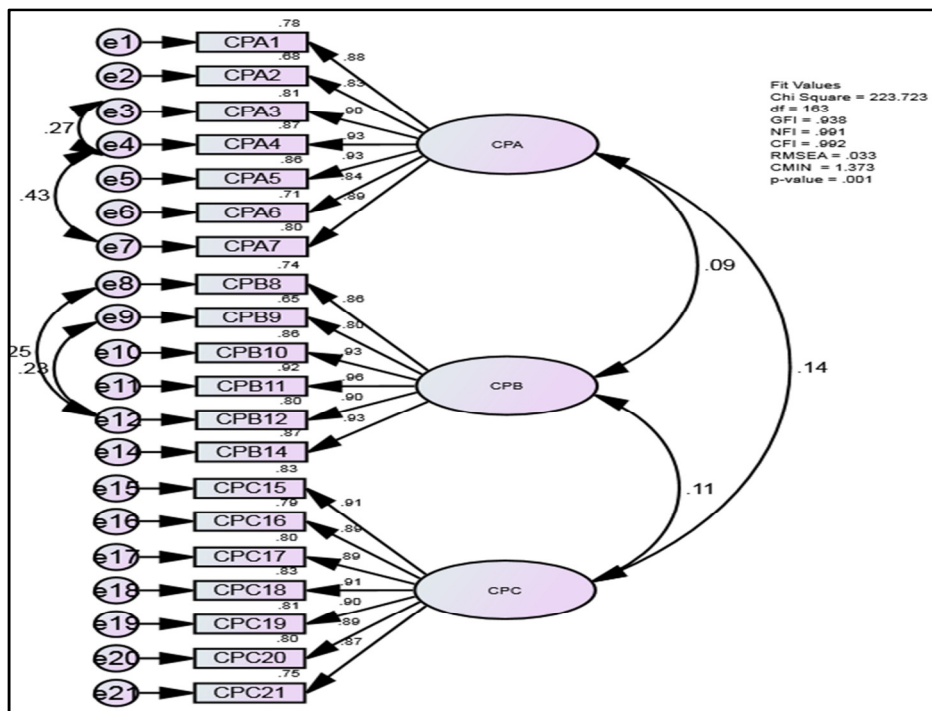 .78
e1 CPA1
.88
.68
e2 CPA2
.83
.81
e3 CPA3
.90
.87
.27
e4 CPA4
.93
.86
e5 CPA5
.93
.84
.43
.71
e6 CPA6
.89
.80
e7 CPA7
CPA
Fit Values
Chi Square = 223.723
df = 163
GFI = .938
NFI = .991
CFI = .992
RMSEA = .033
CMIN = 1.373
p-value = .001
.09
.14
.74
e8 CPB8
.86
.65
e9 CPB9
.80
.86
25
e10 CPB10
.93
.92
.23
e11 CPB11
.96
.80
e12 CPB12
.90
.87
e14 CPB14
.93
CPB
.11
.83
e15 CPC15
.91
.79
e16 CPC16
.89
.80
e17 CPC17
.89
.83
e18 CPC18
.91
.81
e19 CPC19
.90
.80
e20 CPC20
.89
.75
e21 CPC21
.87
CPC